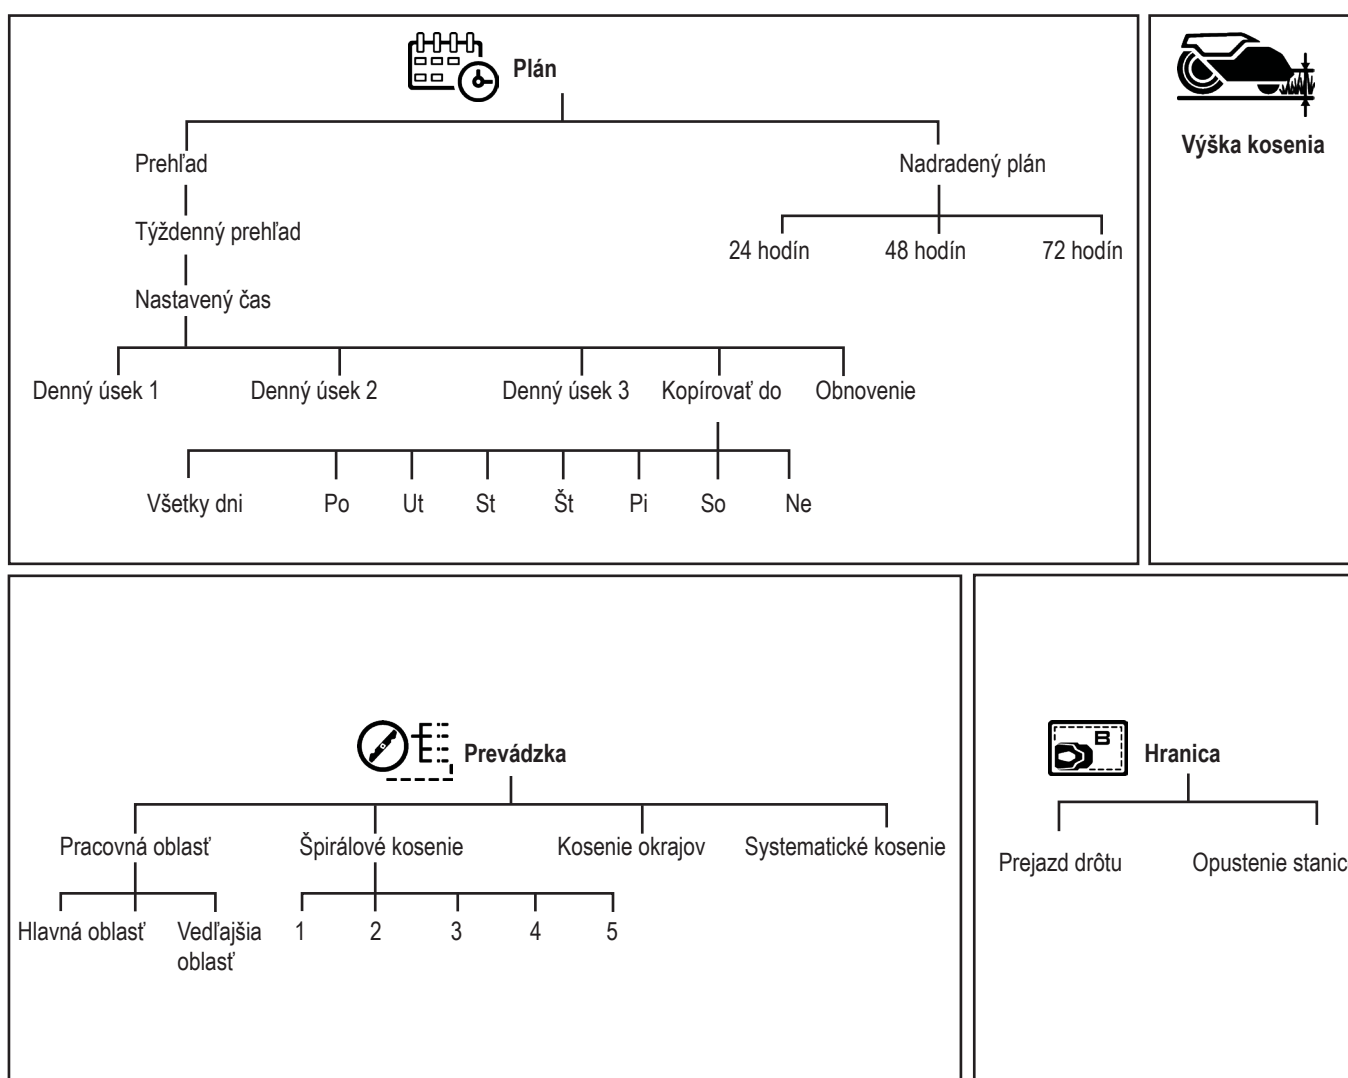 Plán
Výška kosenia
Prehľad
Nadradený plán
Týždenný prehľad
24 hodín
48 hodín
72 hodín
Nastavený čas
Denný úsek 1
Denný úsek 2
Denný úsek 3
Kopírovať do
Obnovenie
Všetky dni
Po
Ut
St
Št
Pi
So
Ne
Prevádzka
B
Hranica
Pracovná oblasť
Špirálové kosenie
Kosenie okrajov
Systematické kosenie
Prejazd drôtu
Opustenie stanic
Hlavná oblasť
Vedľajšia
oblasť
1
2
3
4
5